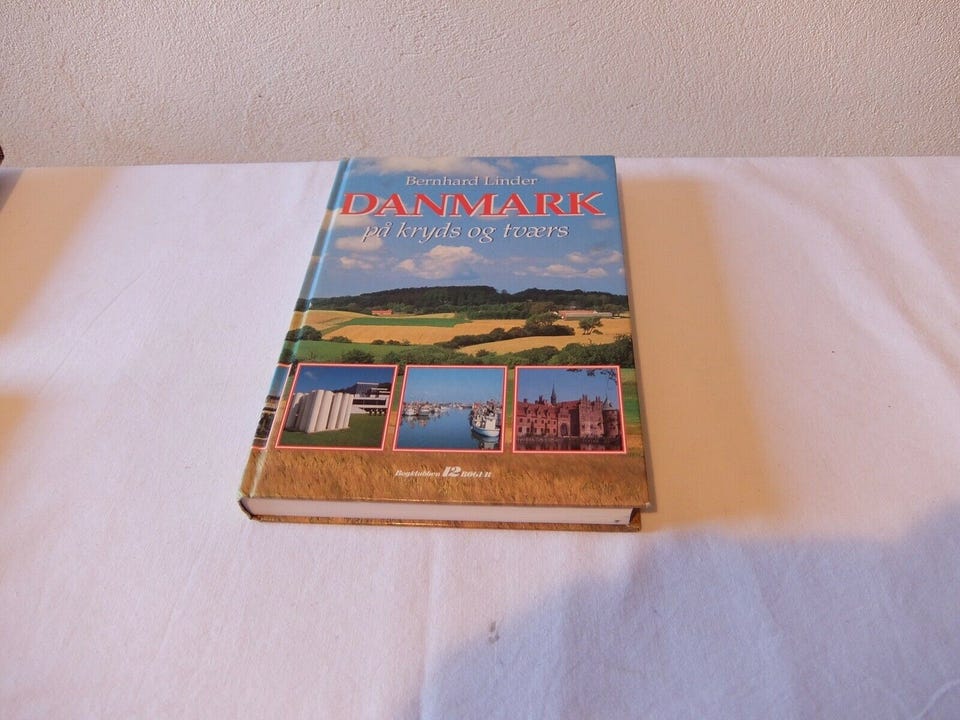 Bernhard Linder
DANMARK
på kryds og tværs
Bogklubben 12 BØGER